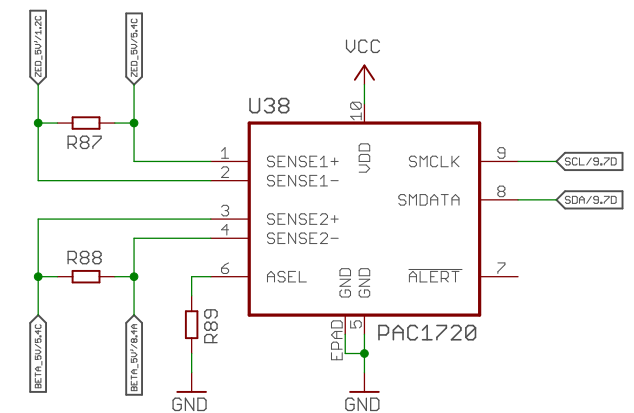 ZED_5V'/1.2C
ZED_5V/5.4C
VCC
10
U38
R87
VDD
1
SENSE1+
SMCLK
9
SCL/9.7D
2
SENSE1-
SMDATA
8
SDA/9.7D
3
SENSE2+
4
SENSE2-
R88
6
ASEL
GND
GND
ALERT
7
R89
EPAD
5
PAC1720
BETA_5V/5.4C
BETA_5V'/8.4A
GND
GND